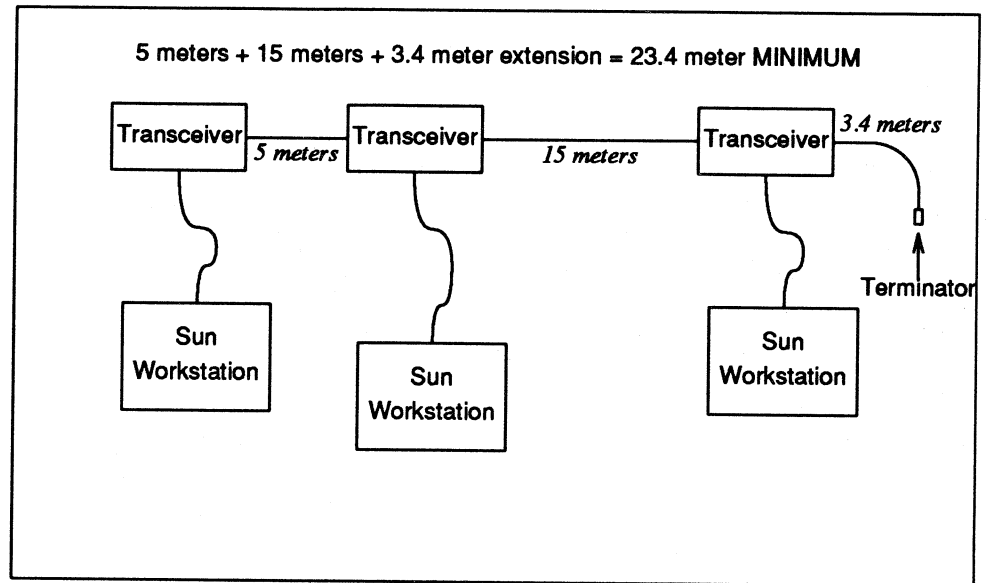 5 meters + 15 meters + 3.4 meter extension = 23.4 meter MINIMUM
Transceiver
5 meters
Transceiver
15 meters
Transceiver
3.4 meters
Terminator
Sun
Workstation
Sun
Workstation
Sun
Workstation